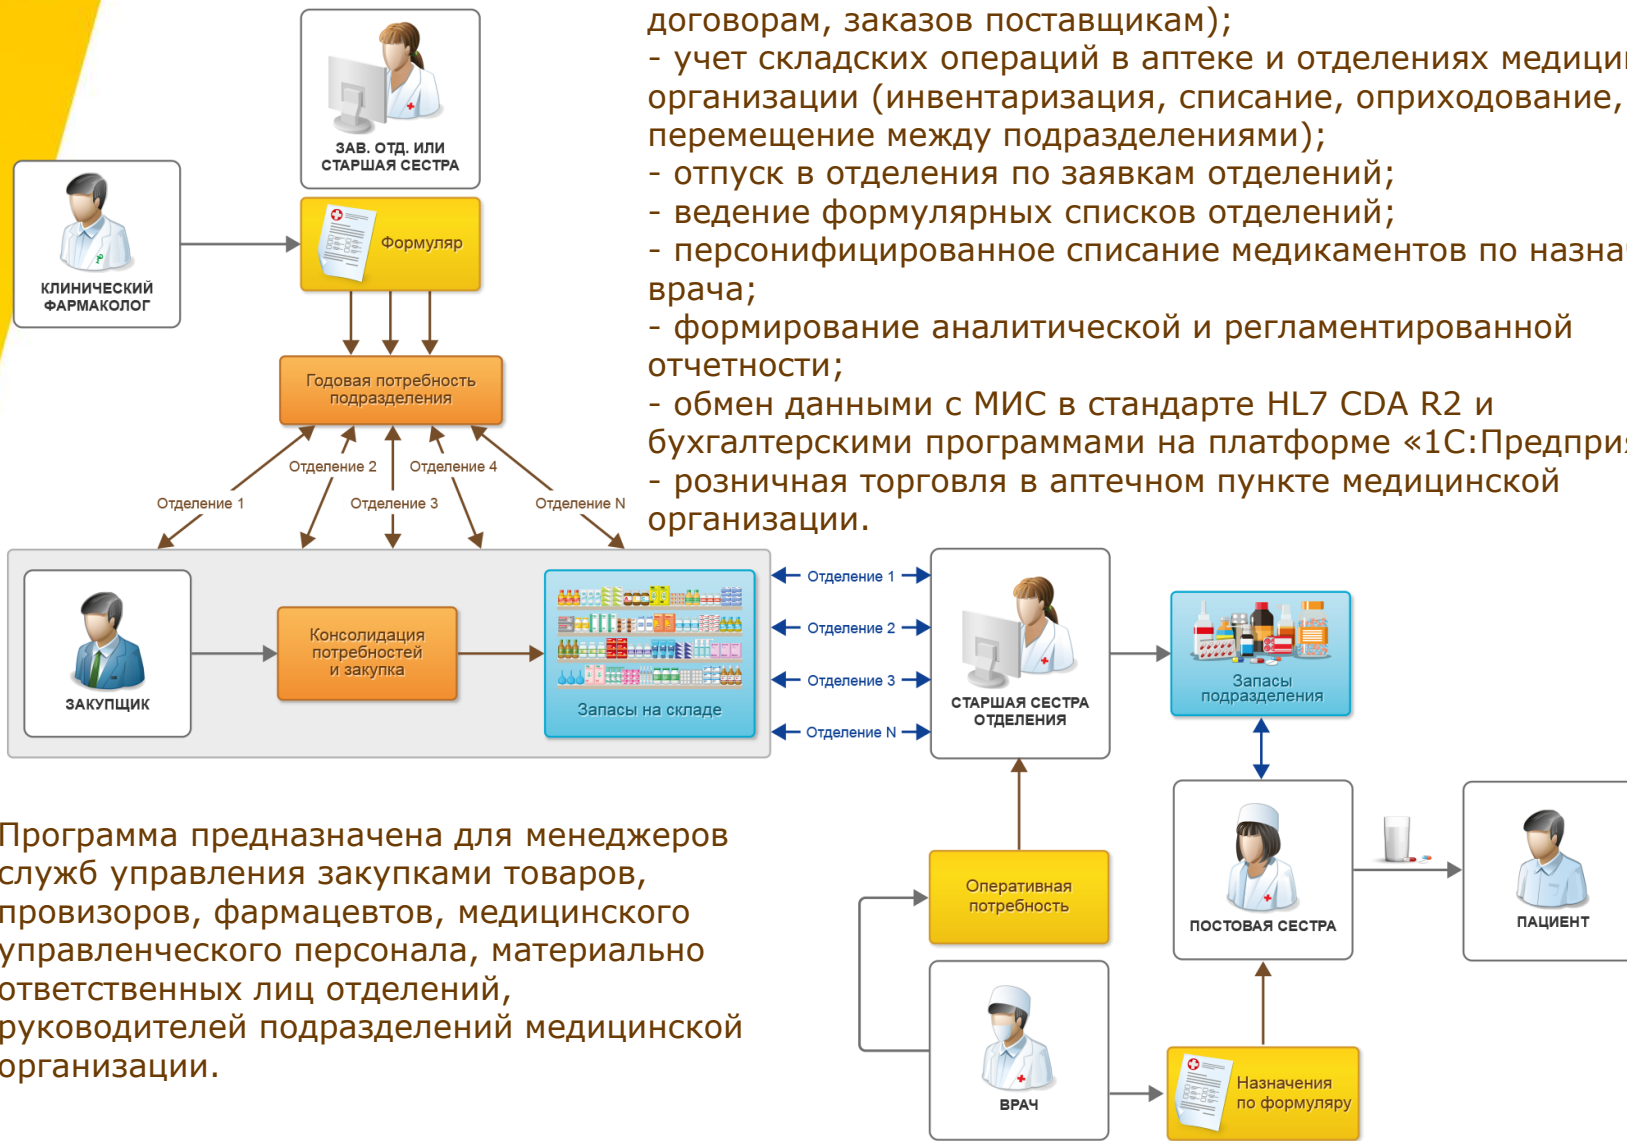 договорам, заказов поставщикам);
- учет складских операций в аптеке и отделениях
организации (инвентаризация, списание, оприходование,
перемещение между подразделениями);
- отпуск в отделения по заявкам отделений;
- ведение формулярных списков отделений;
- персонифицированное списание медикаментов по
врача;
- формирование аналитической и регламентированной
отчетности;
- обмен данными с МИС в стандарте HL7 CDA R2 и
бухгалтерскими программами на платформе
- розничная торговля в аптечном пункте медицинской
организации.
ЗАВ. ОТД. ИЛИ
СТАРШАЯ СЕСТРА
КЛИНИЧЕСКИЙ
ФАРМАКОЛОГ
Формуляр
Годовая потребность
подразделения
Отделение 1
Отделение 2
Отделение 3
Отделение 4
Отделение N
ЗАКУПЩИК
Консолидация
потребностей
и закупка
Запасы на складе
Отделение 1
Отделение 2
Отделение 3
Отделение N
СТАРШАЯ СЕСТРА
ОТДЕЛЕНИЯ
Запасы
подразделения
Оперативная
потребность
ПОСТОВАЯ СЕСТРА
ПАЦИЕНТ
ВРАЧ
Назначения
по формуляру
Программа предназначена для менеджеров
служб управления закупками товаров,
провизоров, фармацевтов, медицинского
управленческого персонала, материально
ответственных лиц отделений,
руководителей подразделений медицинской
организации.